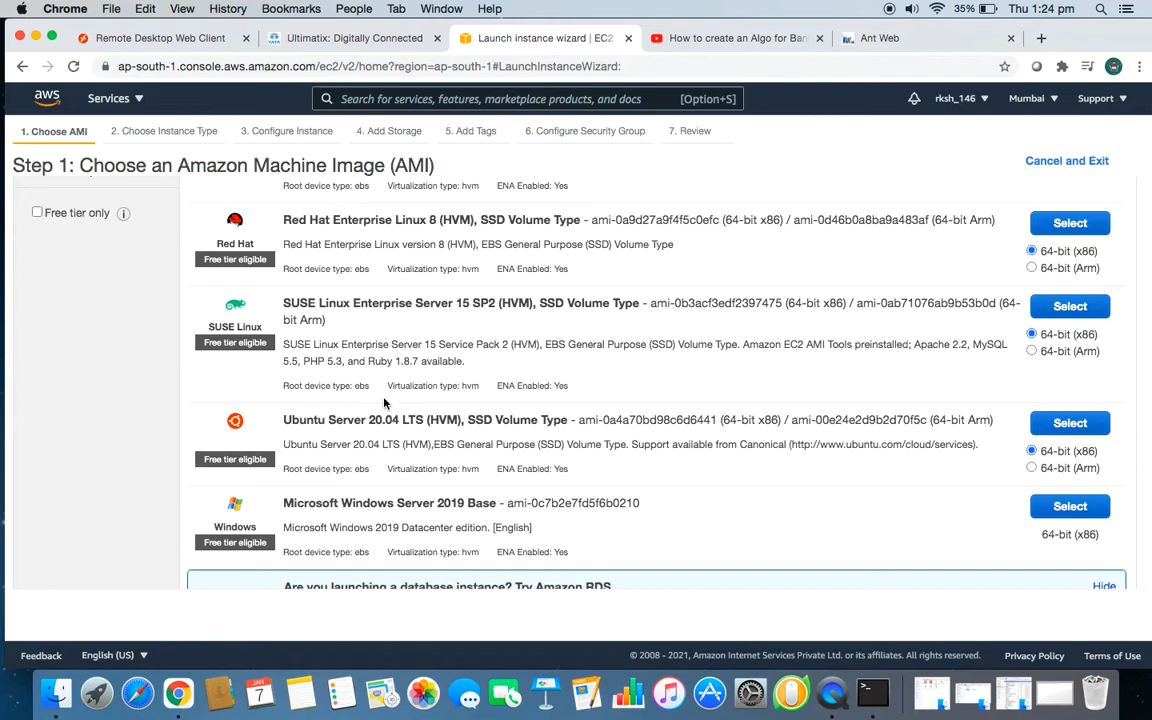 Chrome File Edit View History Bookmarks People Tab Window Help 35% Thu 1:24 pm
Remote Desktop Web Client Ultimatix: Digitally Connected Launch instance wizard | EC2 How to create an Algo for Ban Ant Web
ap-south-1.console.aws.amazon.com/ec2/v2/home?region=ap-south-1#LaunchInstanceWizard:
aws Services Search for services, features, marketplace products, and docs [Option+S] rksh_146 Mumbai Support
1. Choose AMI 2. Choose Instance Type 3. Configure Instance 4. Add Storage 5. Add Tags 6. Configure Security Group 7. Review
Step 1: Choose an Amazon Machine Image (AMI) Cancel and Exit
Root device type: ebs Virtualization type: hvm ENA Enabled: Yes
Free tier only i
Red Hat Enterprise Linux 8 (HVM), SSD Volume Type - ami-0a9d27a9f4f5c0efc (64-bit x86) / ami-0d46b0a8ba9a483af (64-bit Arm) Select
Red Hat
Free tier eligible
Red Hat Enterprise Linux version 8 (HVM), EBS General Purpose (SSD) Volume Type
64-bit (x86)
Root device type: ebs Virtualization type: hvm ENA Enabled: Yes
64-bit (Arm)
SUSE Linux Enterprise Server 15 SP2 (HVM), SSD Volume Type - ami-0b3acf3edf2397475 (64-bit x86) / ami-0ab71076ab9b53b0d (64-
bit Arm)
Select
SUSE Linux
Free tier eligible
SUSE Linux Enterprise Server 15 Service Pack 2 (HVM), EBS General Purpose (SSD) Volume Type. Amazon EC2 AMI Tools preinstalled; Apache 2.2, MySQL
5.5, PHP 5.3, and Ruby 1.8.7 available.
64-bit (x86)
64-bit (Arm)
Root device type: ebs Virtualization type: hvm ENA Enabled: Yes
Ubuntu Server 20.04 LTS (HVM), SSD Volume Type - ami-0a4a70bd98c6d6441 (64-bit x86) / ami-00e24e2d9b2d70f5c (64-bit Arm) Select
Free tier eligible
Ubuntu Server 20.04 LTS (HVM),EBS General Purpose (SSD) Volume Type. Support available from Canonical (http://www.ubuntu.com/cloud/services).
64-bit (x86)
Root device type: ebs Virtualization type: hvm ENA Enabled: Yes
64-bit (Arm)
Microsoft Windows Server 2019 Base - ami-0c7b2e7fd5f6b0210 Select
Windows
Free tier eligible
Microsoft Windows 2019 Datacenter edition. [English]
64-bit (x86)
Root device type: ebs Virtualization type: hvm ENA Enabled: Yes
Are you launching a database instance? Try Amazon RDS. Hide
Feedback English (US) © 2008 - 2021, Amazon Internet Services Private Ltd. or its affiliates. All rights reserved. Privacy Policy Terms of Use
7